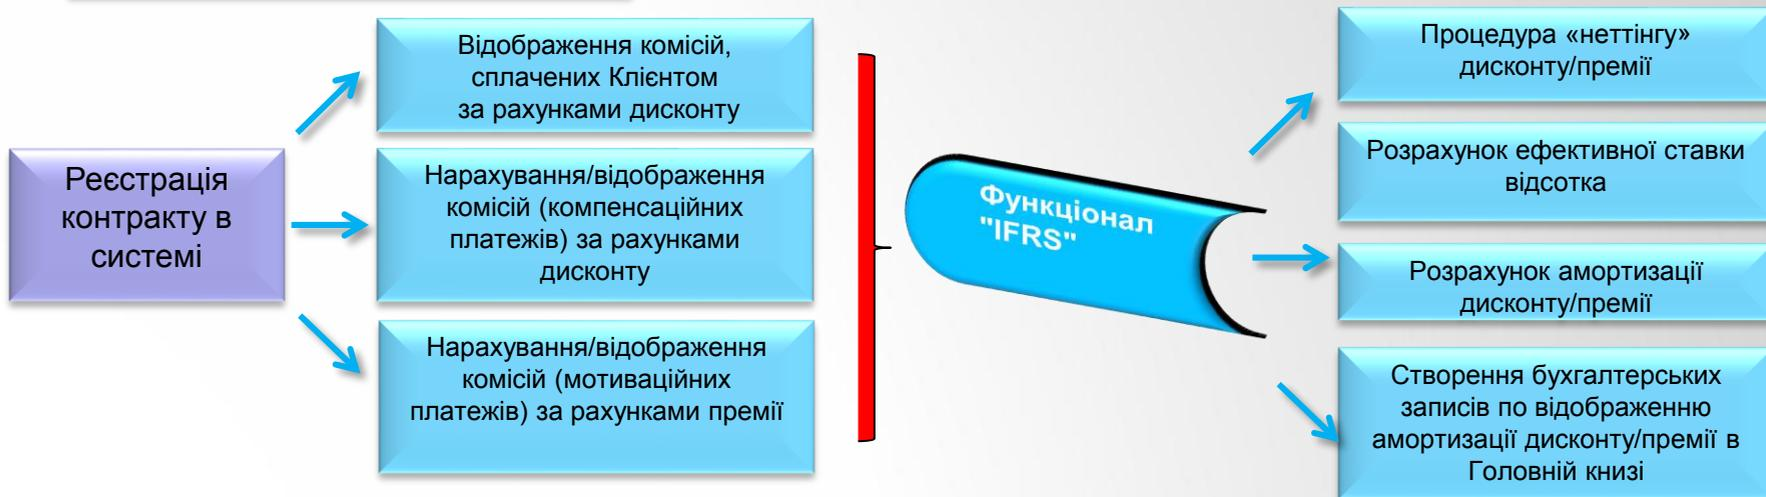 Реєстрація
контракту в
системі
Відображення комісій,
сплачених Клієнтом
за рахунками дисконту
Нарахування/відображення
комісій (компенсаційних
платежів) за рахунками
дисконту
Нарахування/відображення
комісій (мотиваційних
платежів) за рахунками премії
Функціонал
"IFRS"
Процедура «неттінгу»
дисконту/премії
Розрахунок ефективної ставки
відсотка
Розрахунок амортизації
дисконту/премії
Створення бухгалтерських
записів по відображенню
амортизації дисконту/премії в
Головній книзі